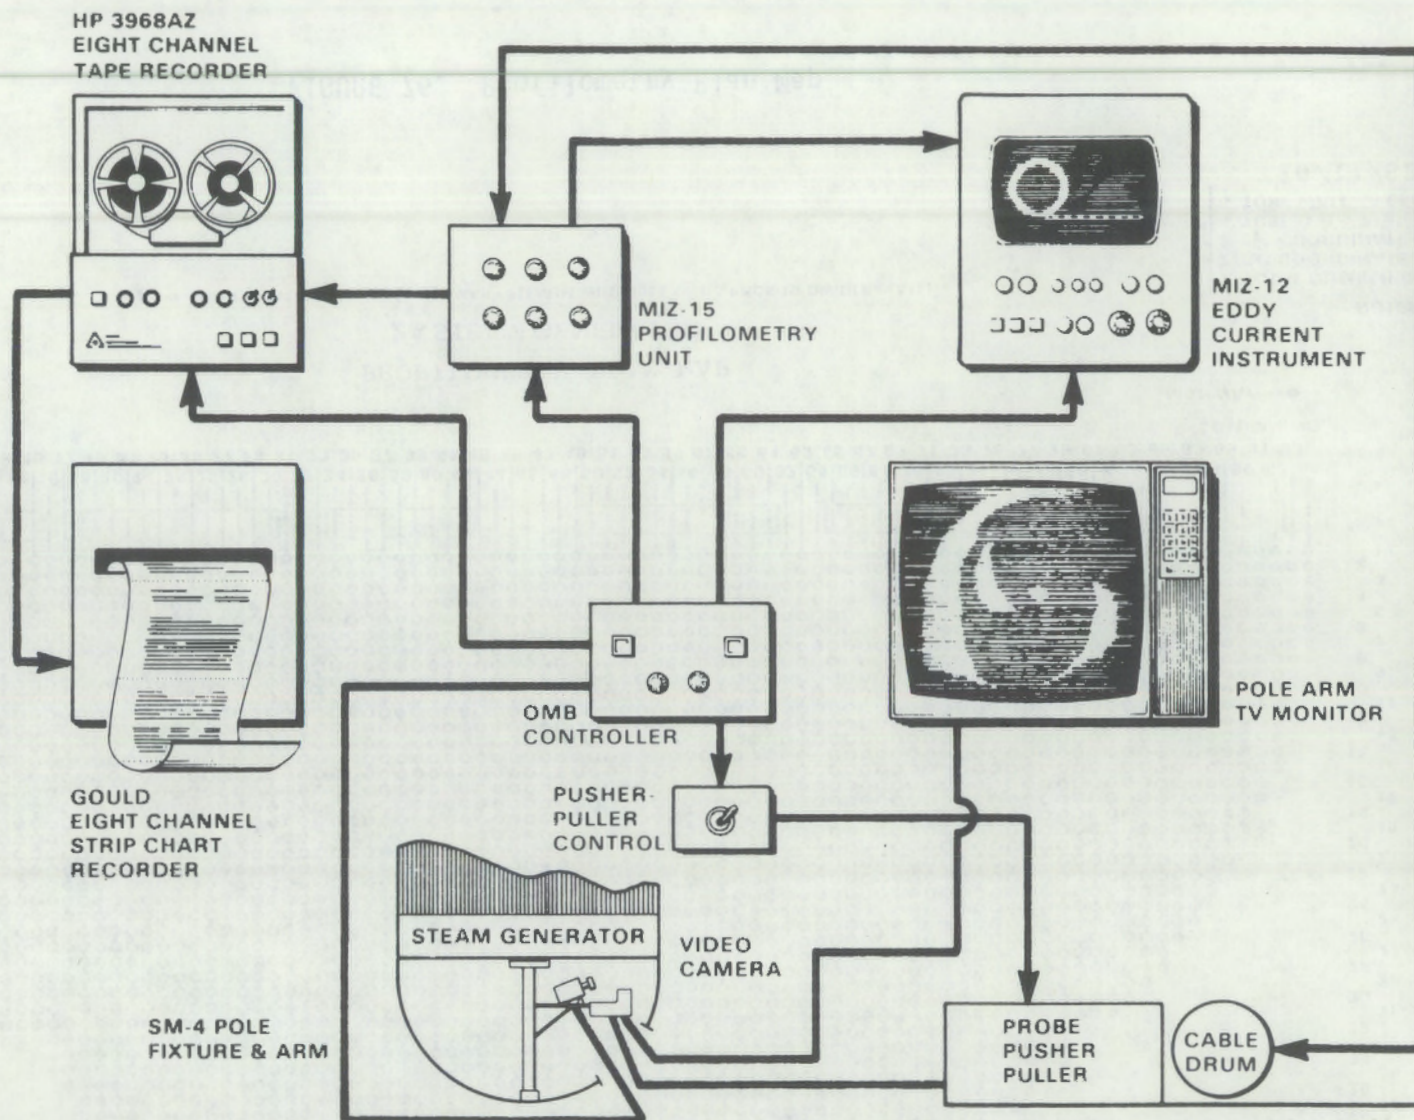 HP 3968AZ
EIGHT CHANNEL
TAPE RECORDER
MIZ-15
PROFILOMETRY
UNIT
MIZ-12
EDDY
CURRENT
INSTRUMENT
POLE ARM
TV MONITOR
OMB
CONTROLLER
PUSHER-
PULLER
CONTROL
GOULD
EIGHT CHANNEL
STRIP CHART
RECORDER
STEAM GENERATOR
VIDEO
CAMERA
SM-4 POLE
FIXTURE & ARM
PROBE
PUSHER
PULLER
CABLE
DRUM